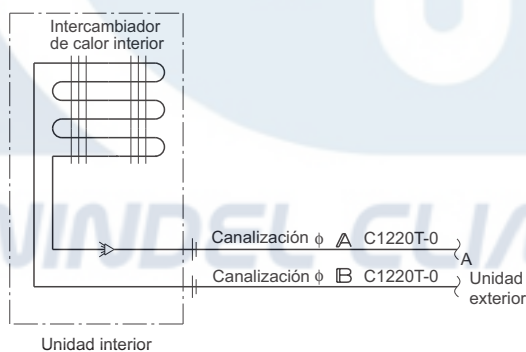 Intercambiador
de calor interior
Canalización ϕ A C1220T-0
A
Canalización ϕ B C1220T-0
Unidad
exterior
Unidad interior